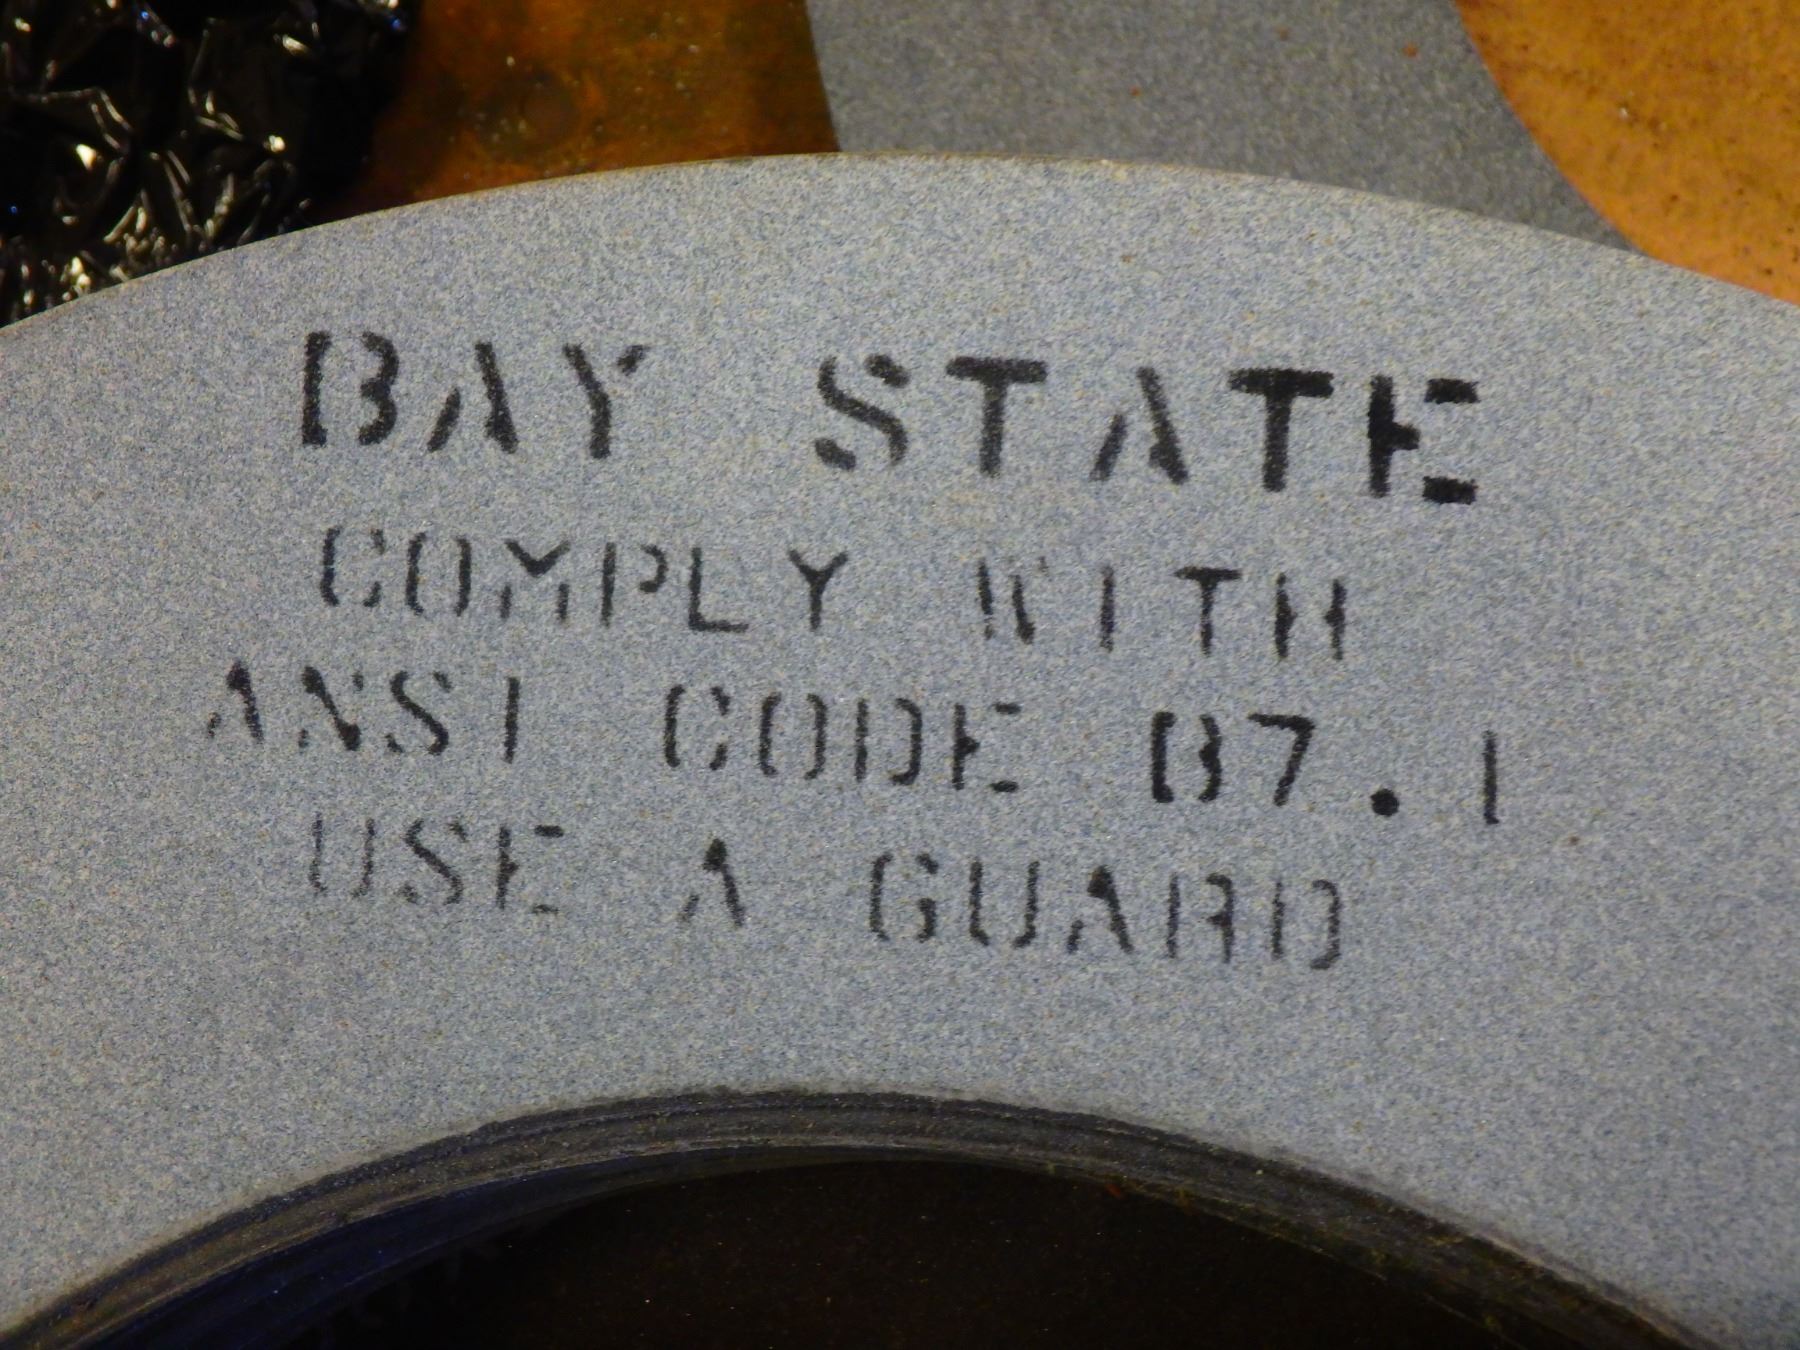 BAY STATE
COMPLY WITH
ANSI CODE B7.1
USE A GUARD